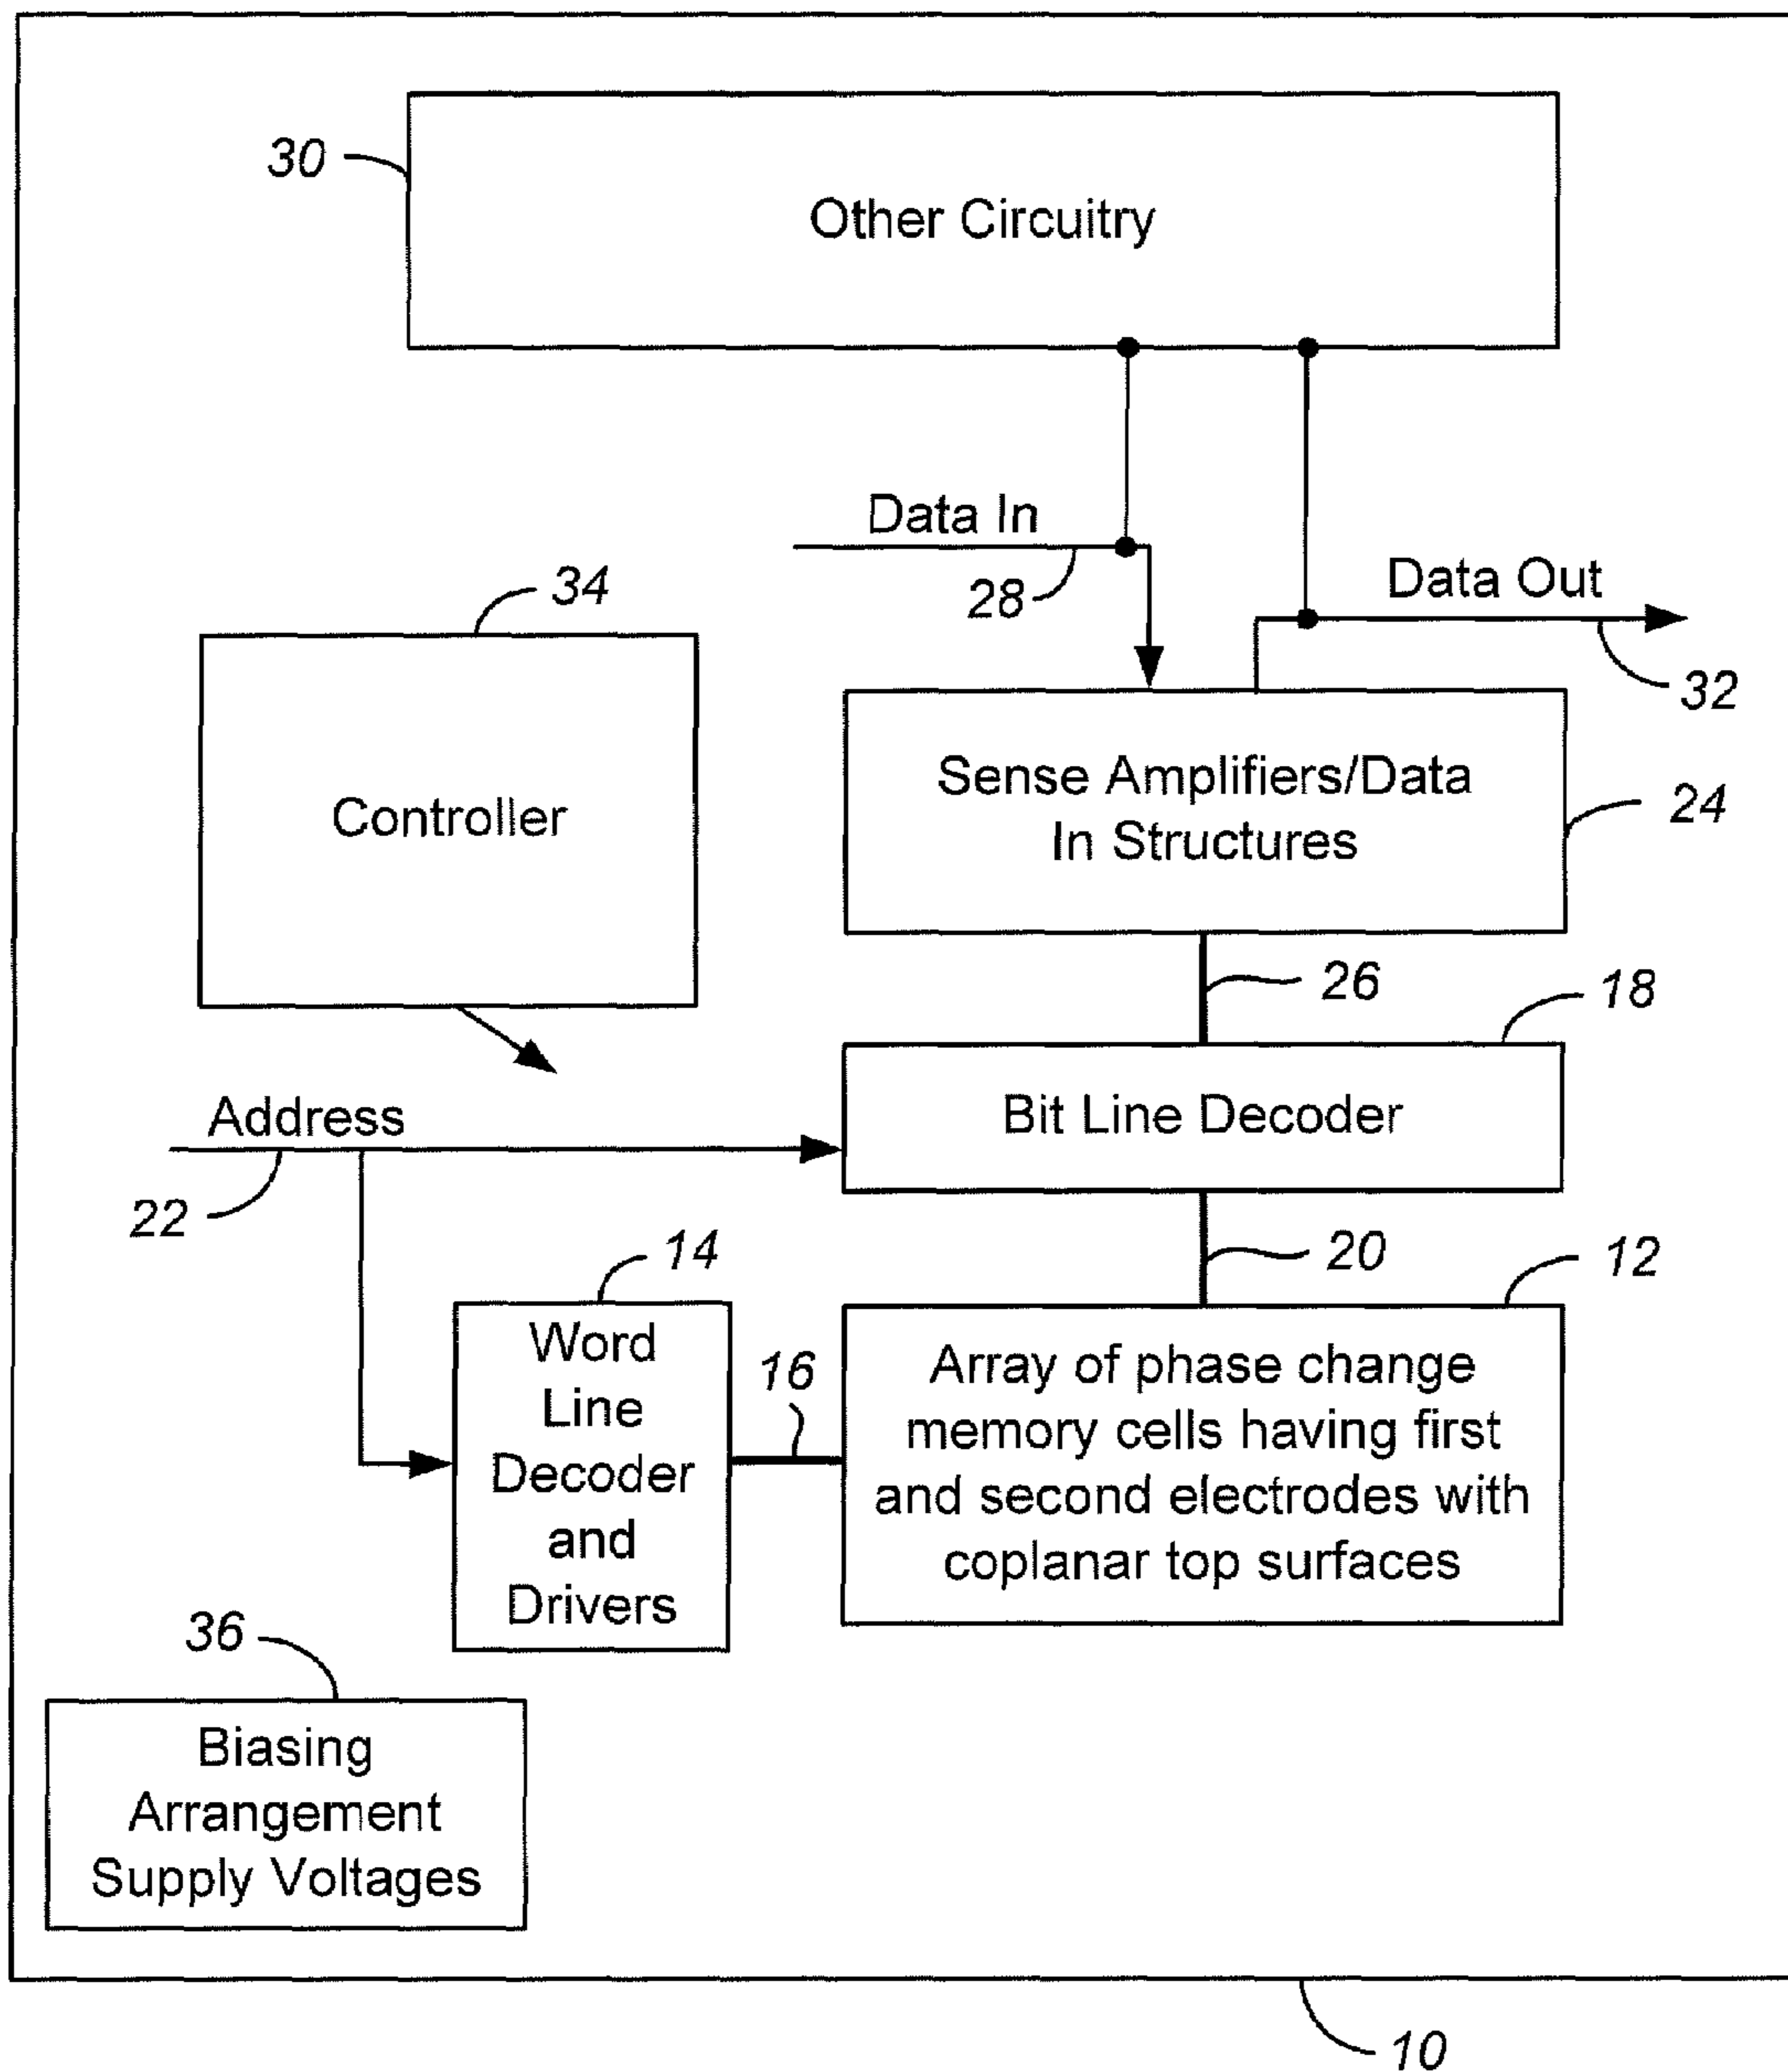 30
Other Circuitry
Data In
28
Data Out
32
34
Controller
Sense Amplifiers/Data
In Structures
24
26
18
Address
22
Bit Line Decoder
20
12
14
Word
Line
Decoder
and
Drivers
16
Array of phase change
memory cells having first
and second electrodes with
coplanar top surfaces
36
Biasing
Arrangement
Supply Voltages
10